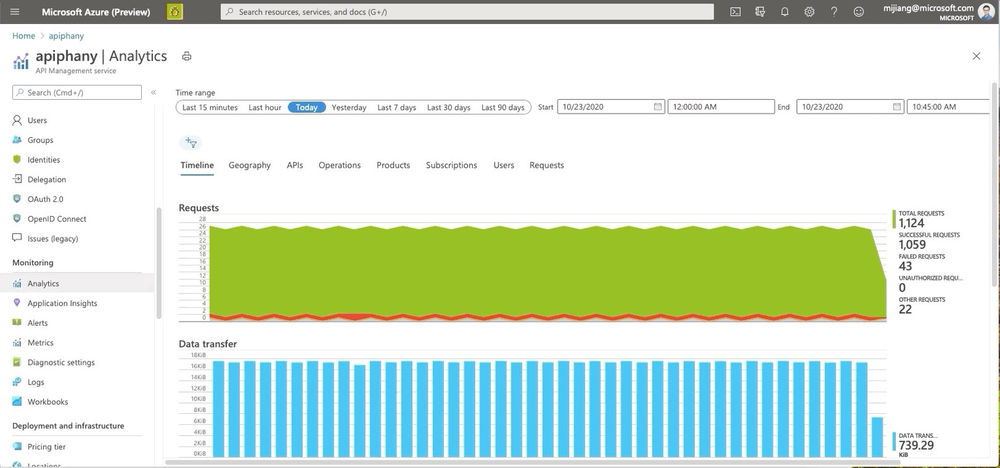 Microsoft Azure (Preview)
Search resources, services, and docs (G+/)
mijiang@microsoft.com
MICROSOFT
Home > apiphany
apiphany | Analytics
API Management service
Search (Cmd+/)
«
Users
Groups
Identities
Delegation
OAuth 2.0
OpenID Connect
Issues (legacy)
Monitoring
Analytics
Application Insights
Alerts
Metrics
Diagnostic settings
Logs
Workbooks
Deployment and infrastructure
Pricing tier
Locations
Time range
Last 15 minutes Last hour Today Yesterday Last 7 days Last 30 days Last 90 days Start 10/23/2020 12:00:00 AM End 10/23/2020 10:45:00 AM
Timeline Geography APIs Operations Products Subscriptions Users Requests
Requests
28
26
24
22
20
18
16
14
12
10
8
6
4
2
0
TOTAL REQUESTS
1,124
SUCCESSFUL REQUESTS
1,059
FAILED REQUESTS
43
UNAUTHORIZED REQU...
0
OTHER REQUESTS
22
Data transfer
18KiB
16KiB
14KiB
12KiB
10KiB
8KiB
6KiB
4KiB
2KiB
0KiB
DATA TRANS...
739.29
KiB